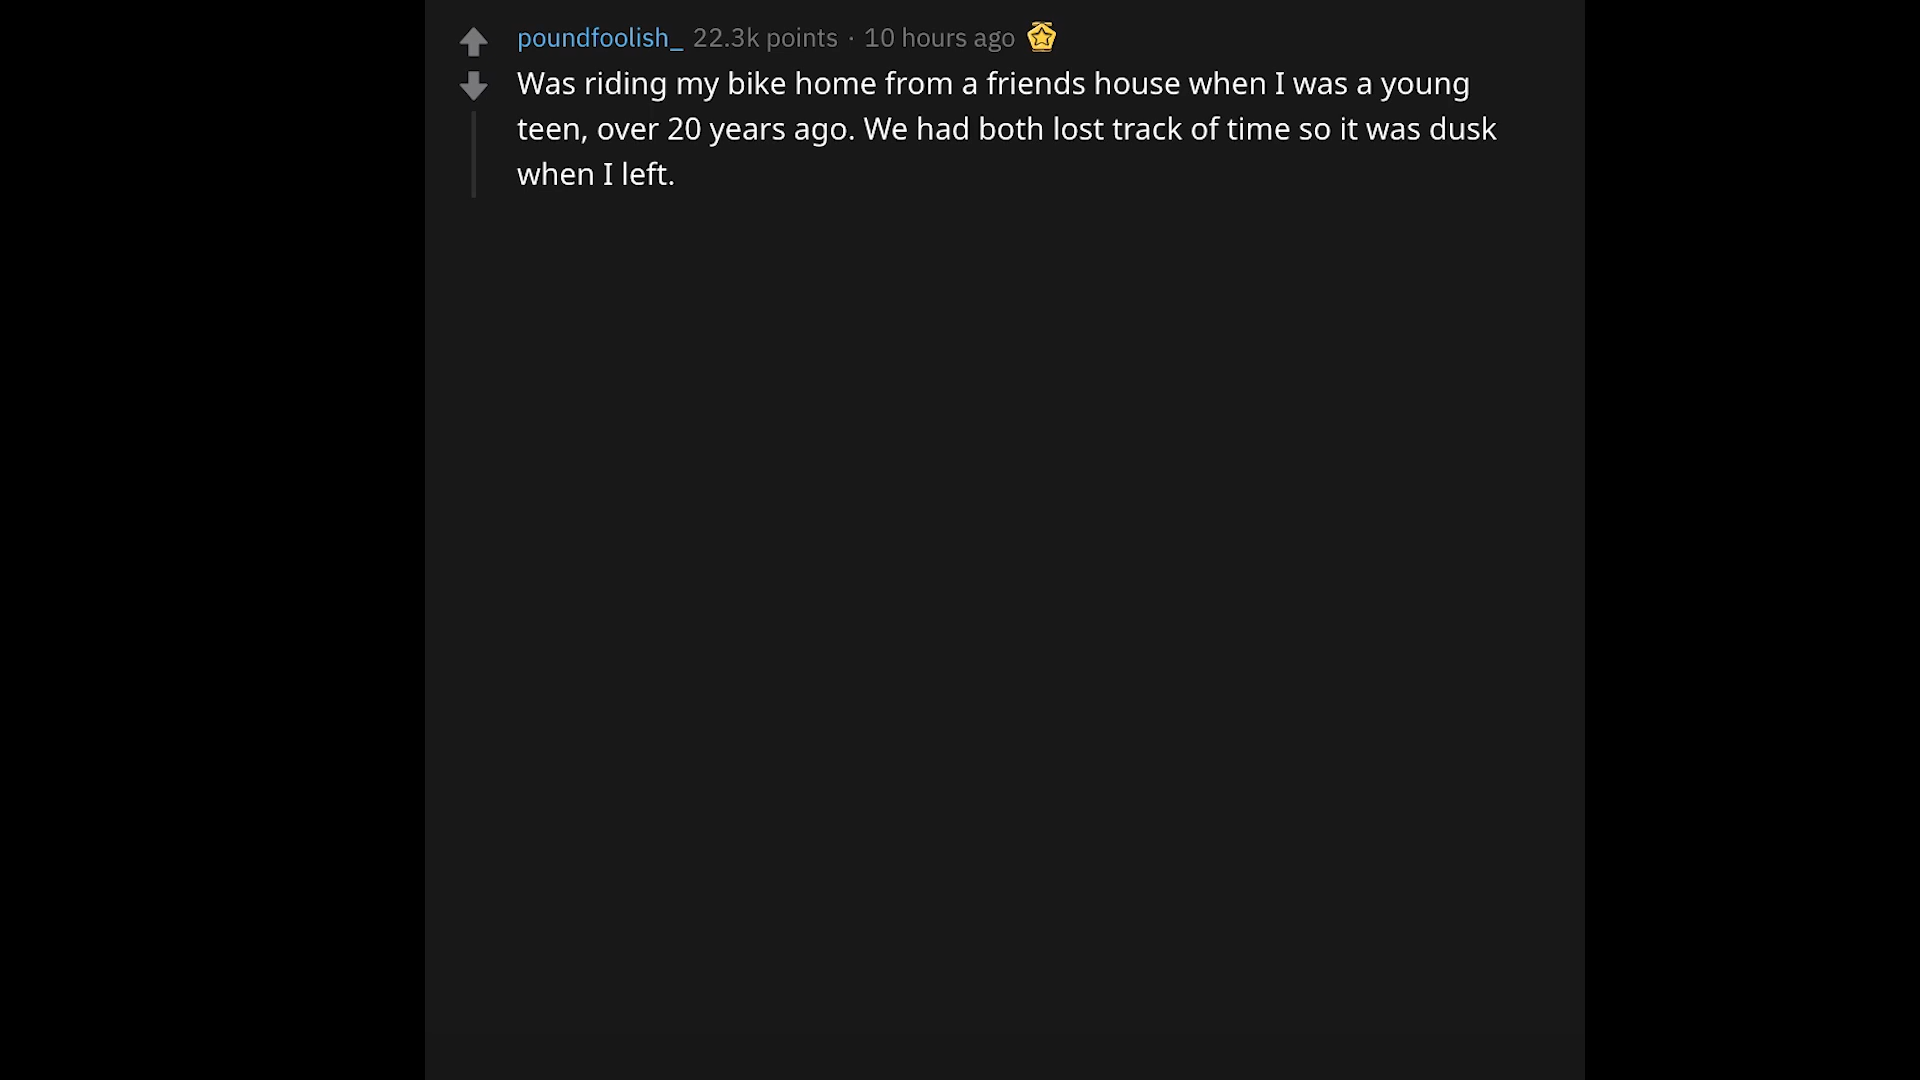 poundfoolish_ 22.3k points · 10 hours ago
Was riding my bike home from a friends house when I was a young
teen, over 20 years ago. We had both lost track of time so it was dusk
when I left.